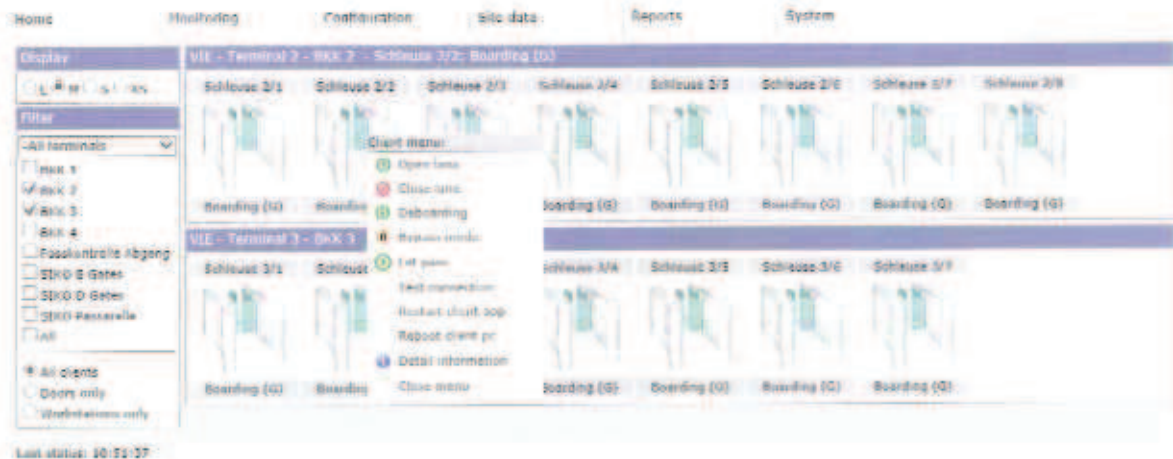 Home Monitoring Configuration Site data Reports System
Display
L M S XS
Filter
-All terminals
BKK 1
BKK 2
BKK 3
BKK 4
Passkontrolle Abgang
SIKO B Gates
SIKO D Gates
SIKO Passarelle
All
All clients
Doors only
Workstations only
Last status: 10:51:37
VIE - Terminal 2 - BKK 2 - Schleuse 2/2: Boarding (G)
Schleuse 2/1 Schleuse 2/2 Schleuse 2/3 Schleuse 2/4 Schleuse 2/5 Schleuse 2/6 Schleuse 2/7 Schleuse 2/8
Boarding (G) Boarding Boarding (G) Boarding (G) Boarding (G) Boarding (G) Boarding (G)
VIE - Terminal 3 - BKK 3
Schleuse 3/1 Schleuse 3/4 Schleuse 3/5 Schleuse 3/6 Schleuse 3/7
Boarding (G) Boarding Boarding (G) Boarding (G) Boarding (G) Boarding (G)
Client menu:
Open lane
Close lane
Deboarding
Bypass mode
Let pass
Test connection
Restart client app
Reboot client pc
Detail information
Close menu